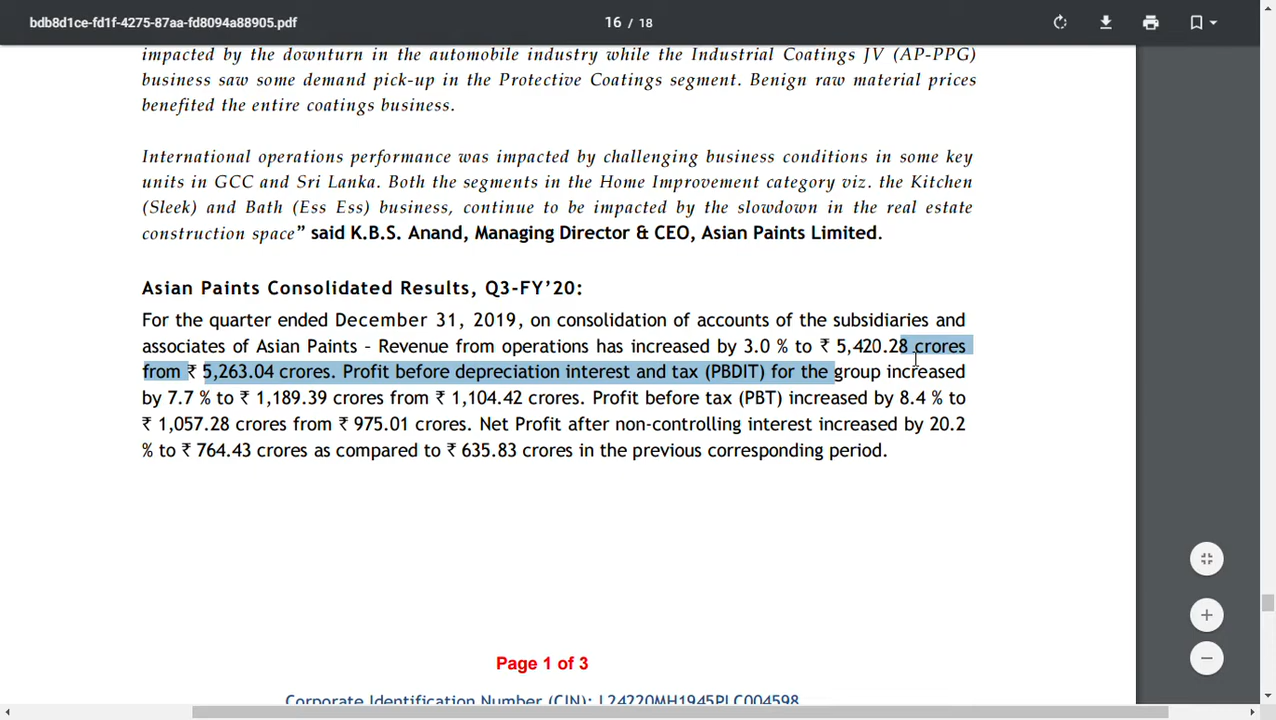 bdb8d1ce-fd1f-4275-87aa-fd8094a88905.pdf
16 / 18
impacted by the downturn in the automobile industry while the Industrial Coatings JV (AP-PPG)
business saw some demand pick-up in the Protective Coatings segment. Benign raw material prices
benefited the entire coatings business.
International operations performance was impacted by challenging business conditions in some key
units in GCC and Sri Lanka. Both the segments in the Home Improvement category viz. the Kitchen
(Sleek) and Bath (Ess Ess) business, continue to be impacted by the slowdown in the real estate
construction space” said K.B.S. Anand, Managing Director & CEO, Asian Paints Limited.
Asian Paints Consolidated Results, Q3-FY’20:
For the quarter ended December 31, 2019, on consolidation of accounts of the subsidiaries and
associates of Asian Paints - Revenue from operations has increased by 3.0 % to ₹ 5,420.28 crores
from ₹ 5,263.04 crores. Profit before depreciation interest and tax (PBDIT) for the group increased
by 7.7 % to ₹ 1,189.39 crores from ₹ 1,104.42 crores. Profit before tax (PBT) increased by 8.4 % to
₹ 1,057.28 crores from ₹ 975.01 crores. Net Profit after non-controlling interest increased by 20.2
% to ₹ 764.43 crores as compared to ₹ 635.83 crores in the previous corresponding period.
Page 1 of 3
Corporate Identification Number (CIN): L24220MH1945PLC004598